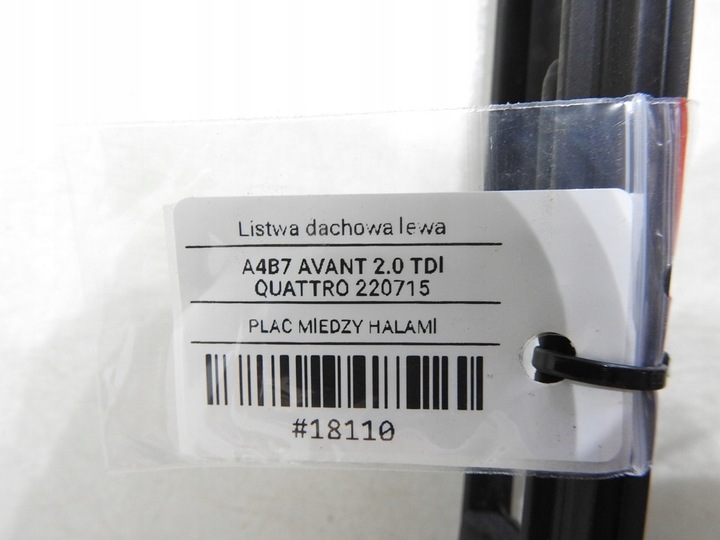 Listwa dachowa lewa
A4B7 AVANT 2.0 TDI
QUATTRO 220715
PLAC MIEDZY HALAMI
#18110